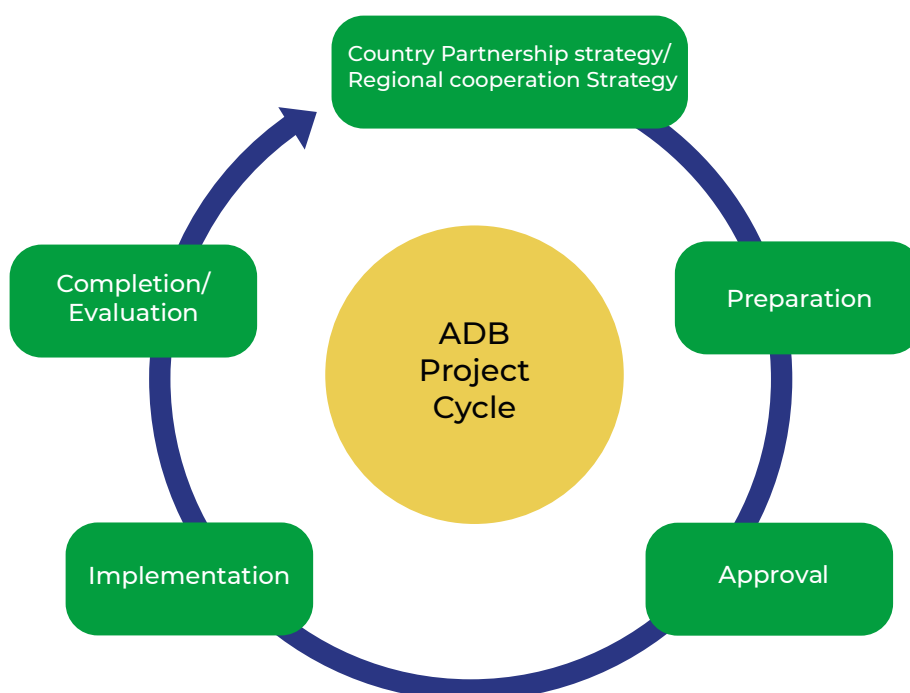 Country Partnership strategy/
Regional cooperation Strategy
Preparation
Approval
Implementation
Completion/
Evaluation
ADB
Project
Cycle